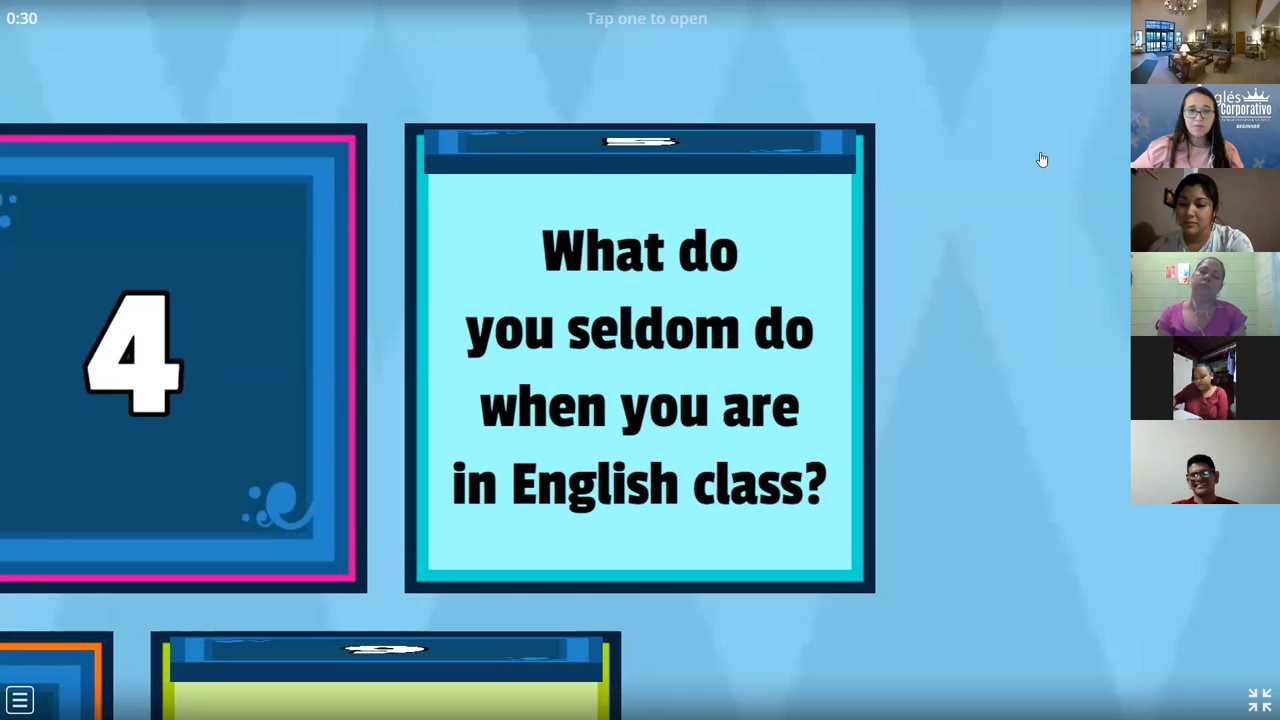 0:30
Tap one to open
glés
Corporativo
BEGINNER
4
What do
you seldom do
when you are
in English class?